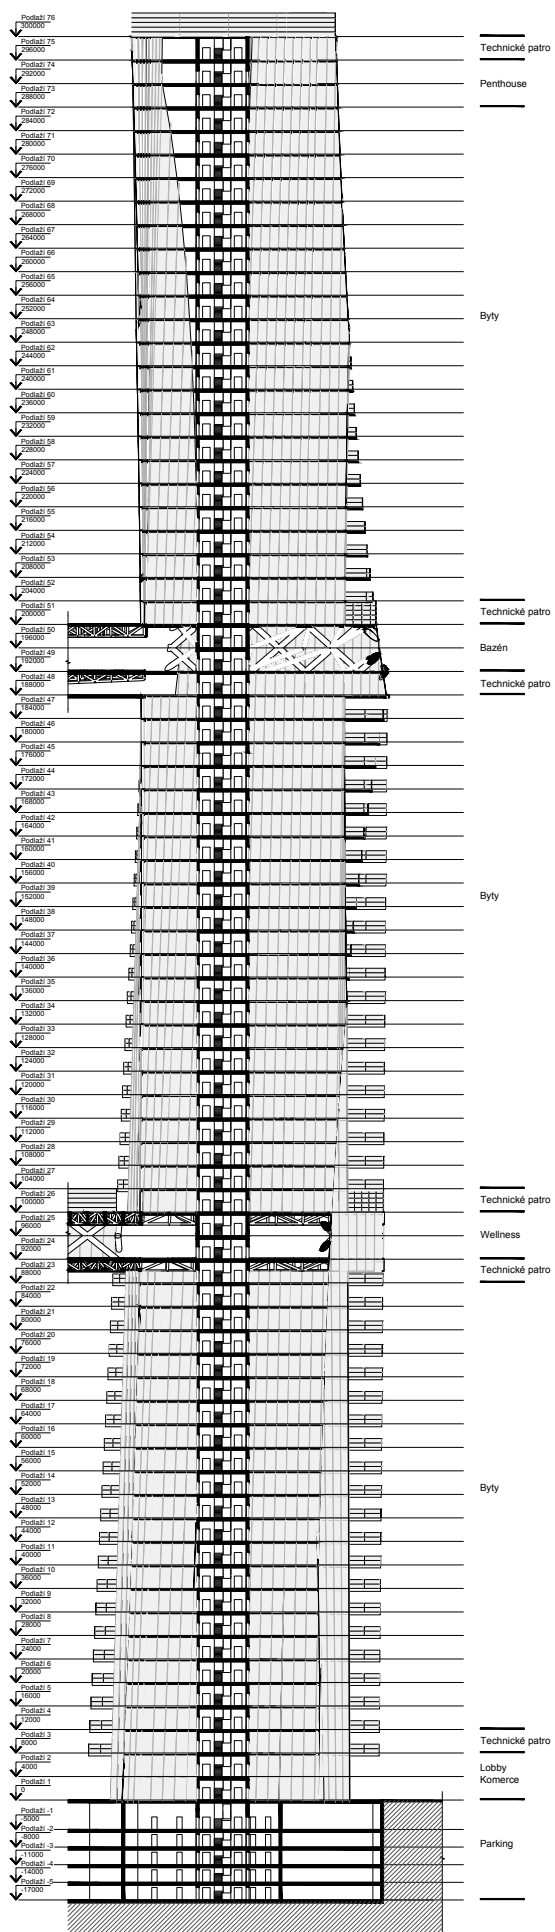 Podlaží 76
300000
Podlaží 75
296000
Technické patro
Podlaží 74
292000
Penthouse
Podlaží 73
288000
Podlaží 72
284000
Podlaží 71
280000
Podlaží 70
276000
Podlaží 69
272000
Podlaží 68
268000
Podlaží 67
264000
Podlaží 66
260000
Podlaží 65
256000
Podlaží 64
252000
Byty
Podlaží 63
248000
Podlaží 62
244000
Podlaží 61
240000
Podlaží 60
236000
Podlaží 59
232000
Podlaží 58
228000
Podlaží 57
224000
Podlaží 56
220000
Podlaží 55
216000
Podlaží 54
212000
Podlaží 53
208000
Podlaží 52
204000
Podlaží 51
200000
Technické patro
Podlaží 50
196000
Bazén
Podlaží 49
192000
Podlaží 48
188000
Technické patro
Podlaží 47
184000
Podlaží 46
180000
Podlaží 45
176000
Podlaží 44
172000
Podlaží 43
168000
Podlaží 42
164000
Podlaží 41
160000
Podlaží 40
156000
Podlaží 39
152000
Byty
Podlaží 38
148000
Podlaží 37
144000
Podlaží 36
140000
Podlaží 35
136000
Podlaží 34
132000
Podlaží 33
128000
Podlaží 32
124000
Podlaží 31
120000
Podlaží 30
116000
Podlaží 29
112000
Podlaží 28
108000
Podlaží 27
104000
Podlaží 26
100000
Technické patro
Podlaží 25
96000
Wellness
Podlaží 24
92000
Podlaží 23
88000
Technické patro
Podlaží 22
84000
Podlaží 21
80000
Podlaží 20
76000
Podlaží 19
72000
Podlaží 18
68000
Podlaží 17
64000
Podlaží 16
60000
Podlaží 15
56000
Podlaží 14
52000
Byty
Podlaží 13
48000
Podlaží 12
44000
Podlaží 11
40000
Podlaží 10
36000
Podlaží 9
32000
Podlaží 8
28000
Podlaží 7
24000
Podlaží 6
20000
Podlaží 5
16000
Podlaží 4
12000
Podlaží 3
8000
Technické patro
Podlaží 2
4000
Lobby
Komerce
Podlaží 1
0
Podlaží -1
-5000
Podlaží -2
-8000
Podlaží -3
-11000
Parking
Podlaží -4
-14000
Podlaží -5
-17000